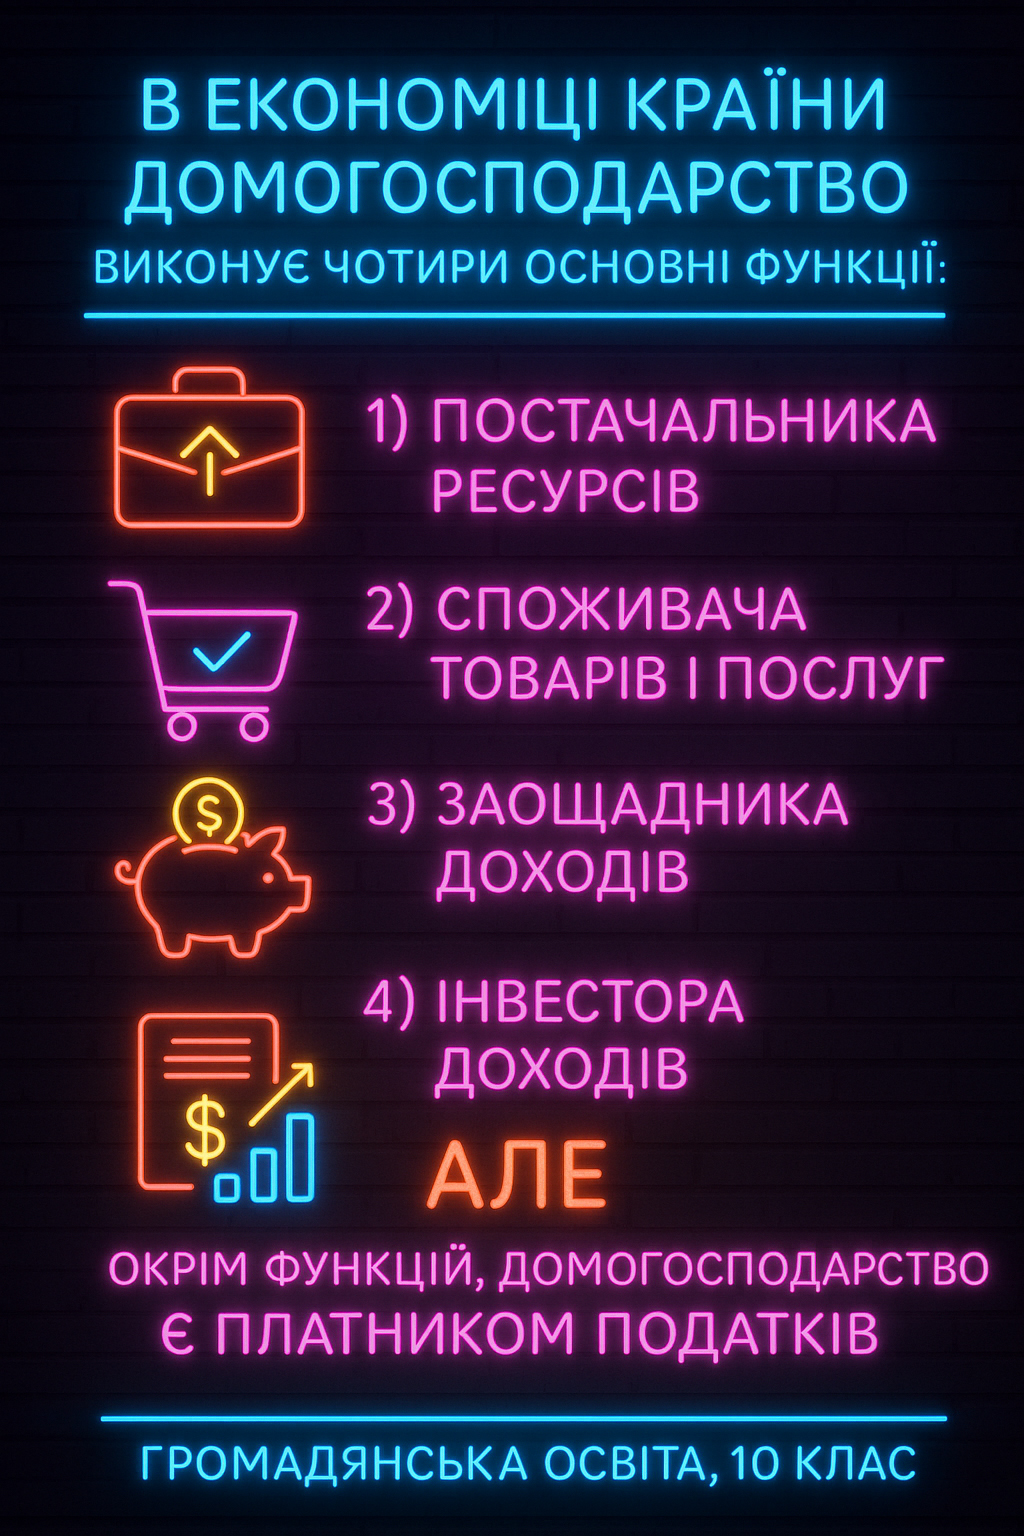 В ЕКОНОМІЦІ КРАЇНИ
ДОМОГОСПОДАРСТВО
ВИКОНУЄ ЧОТИРИ ОСНОВНІ ФУНКЦІЇ:
1) ПОСТАЧАЛЬНИКА
РЕСУРСІВ
2) СПОЖИВАЧА
ТОВАРІВ І ПОСЛУГ
$
3) ЗАОЩАДНИКА
ДОХОДІВ
4) ІНВЕСТОРА
ДОХОДІВ
$
АЛЕ
ОКРІМ ФУНКЦІЙ, ДОМОГОСПОДАРСТВО
Є ПЛАТНИКОМ ПОДАТКІВ
ГРОМАДЯНСЬКА ОСВІТА, 10 КЛАС